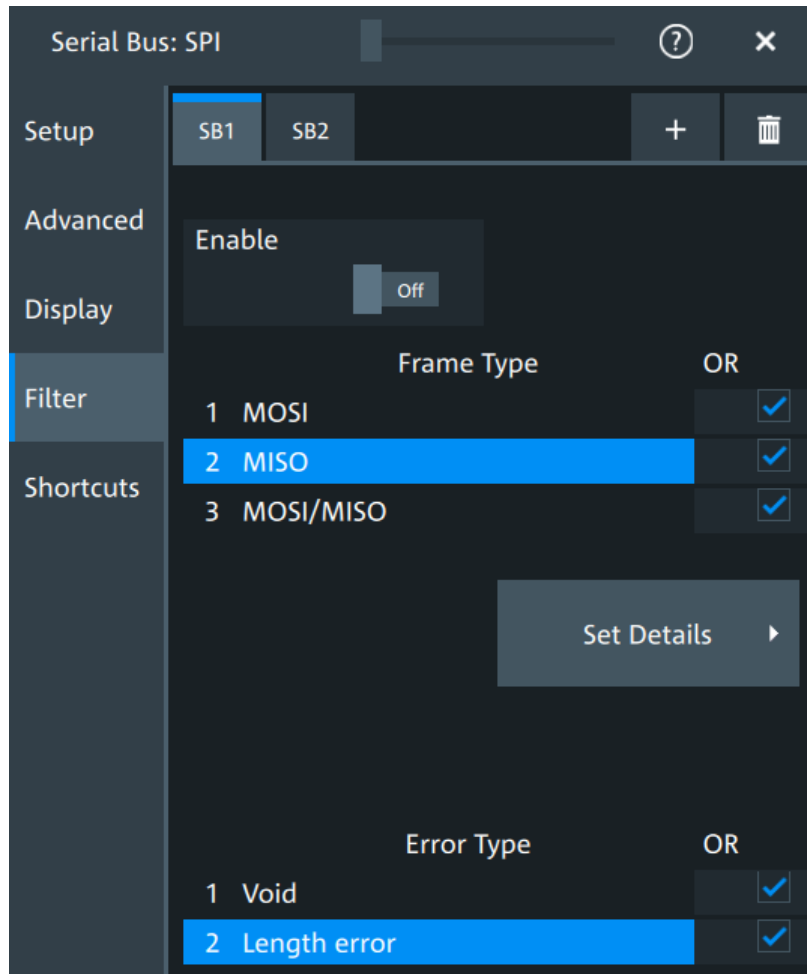 Serial Bus: SPI ?
Setup
SB1 SB2 +
Advanced
Enable
Off
Display
Frame Type OR
Filter
1 MOSI
2 MISO
Shortcuts
3 MOSI/MISO
Set Details
Error Type OR
1 Void
2 Length error